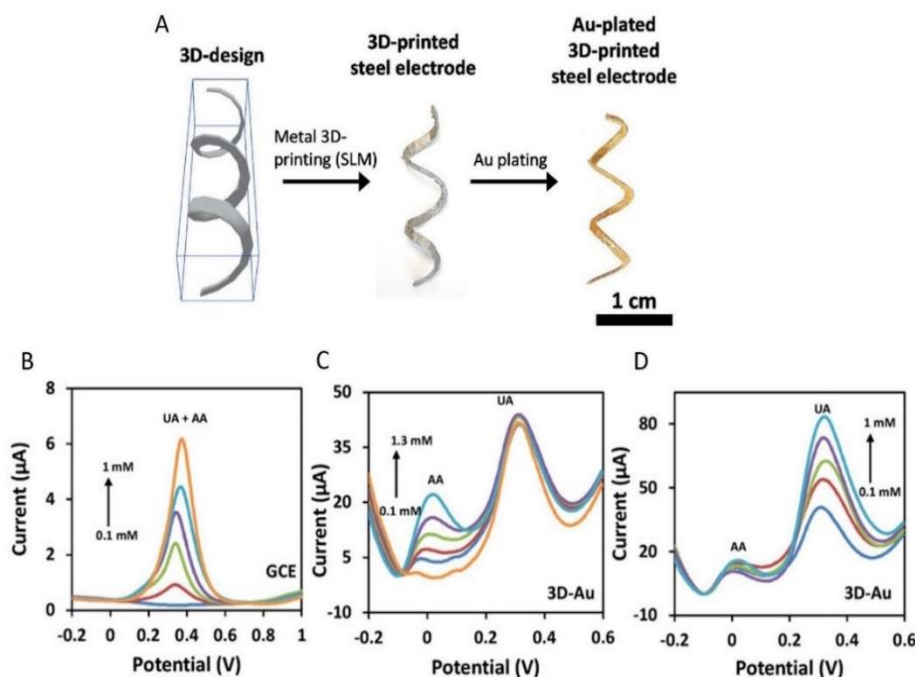 A
3D-design
Metal 3D-
printing (SLM)
3D-printed
steel electrode
Au plating
Au-plated
3D-printed
steel electrode
1 cm
B
8
6
4
2
0
Current (µA)
UA + AA
1 mM
0.1 mM
GCE
-0.2 0 0.2 0.4 0.6 0.8 1
Potential (V)
C
50
35
20
5
-10
Current (µA)
UA
1.3 mM
AA
0.1 mM
3D-Au
-0.2 0 0.2 0.4 0.6
Potential (V)
D
80
50
20
-10
Current (µA)
UA
1 mM
0.1 mM
AA
3D-Au
-0.2 0 0.2 0.4 0.6
Potential (V)